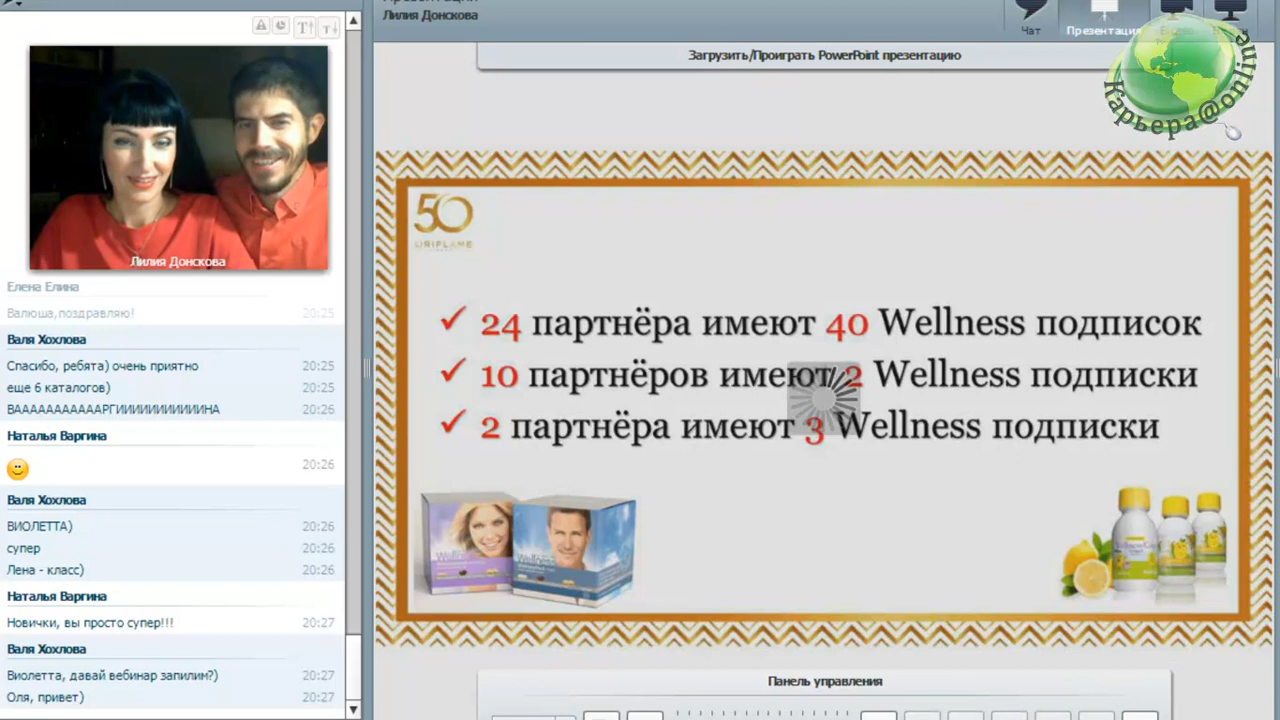 Лилия Донскова
Елена Елина
Валюша,поздравляю! 20:25
Валя Хохлова
Спасибо, ребята) очень приятно 20:25
еще 6 каталогов) 20:25
ВАААААААААААРГИИИИИИИИИИНА 20:26
Наталья Варгина
20:26
Валя Хохлова
ВИОЛЕТТА) 20:26
супер 20:26
Лена - класс) 20:26
Наталья Варгина
Новички, вы просто супер!!! 20:27
Валя Хохлова
Виолетта, давай вебинар запилим?) 20:27
Оля, привет) 20:27
Лилия Донскова
Чат
Презентация
Загрузить/Проиграть PowerPoint презентацию
Карьера@online
50
ORIFLAME
24 партнёра имеют 40 Wellness подписок
10 партнёров имеют 2 Wellness подписки
2 партнёра имеют 3 Wellness подписки
Панель управления